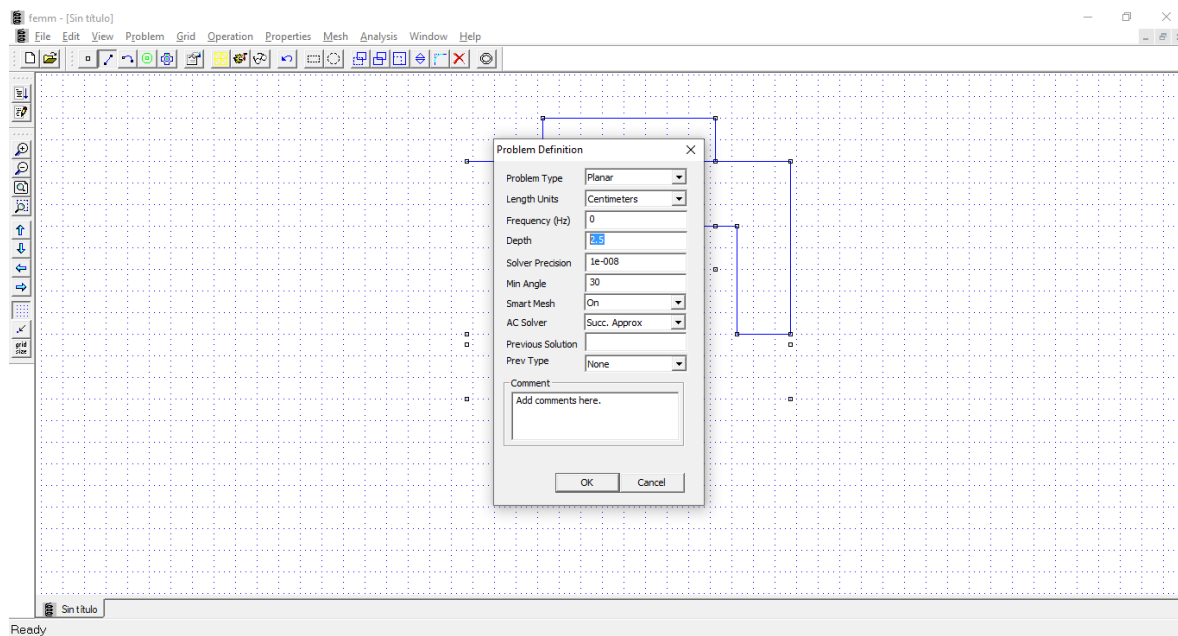 femm - [Sin título]
File Edit View Problem Grid Operation Properties Mesh Analysis Window Help
Problem Definition
Problem Type Planar
Length Units Centimeters
Frequency (Hz) 0
Depth 2.5
Solver Precision 1e-008
Min Angle 30
Smart Mesh On
AC Solver Succ. Approx
Previous Solution
Prev Type None
Comment
Add comments here.
OK Cancel
grid
size
Sin título
Ready